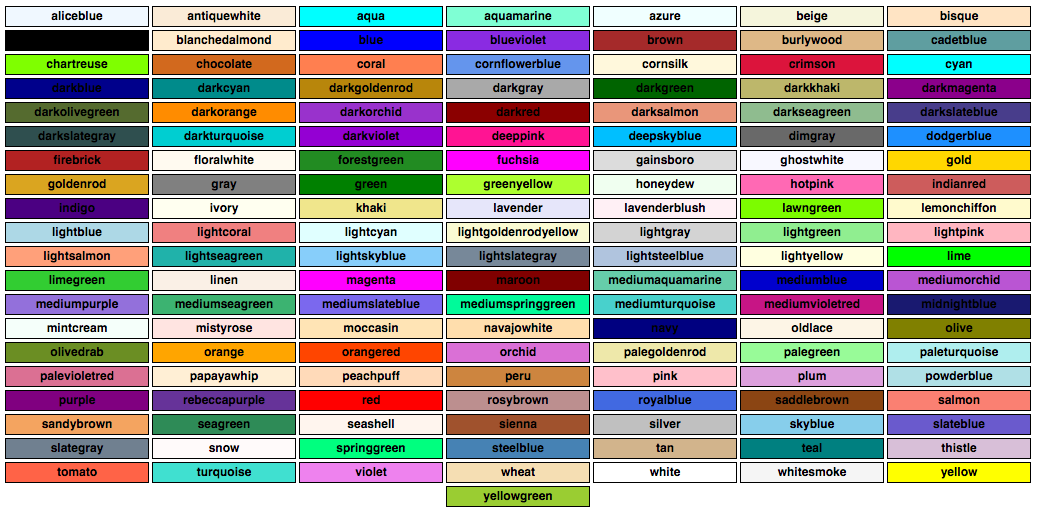 aliceblue antiquewhite aqua aquamarine azure beige bisque
blanchedalmond blue blueviolet brown burlywood cadetblue
chartreuse chocolate coral cornflowerblue cornsilk crimson cyan
darkblue darkcyan darkgoldenrod darkgray darkgreen darkkhaki darkmagenta
darkolivegreen darkorange darkorchid darkred darksalmon darkseagreen darkslateblue
darkslategray darkturquoise darkviolet deeppink deepskyblue dimgray dodgerblue
firebrick floralwhite forestgreen fuchsia gainsboro ghostwhite gold
goldenrod gray green greenyellow honeydew hotpink indianred
indigo ivory khaki lavender lavenderblush lawngreen lemonchiffon
lightblue lightcoral lightcyan lightgoldenrodyellow lightgray lightgreen lightpink
lightsalmon lightseagreen lightskyblue lightslategray lightsteelblue lightyellow lime
limegreen linen magenta maroon mediumaquamarine mediumblue mediumorchid
mediumpurple mediumseagreen mediumslateblue mediumspringgreen mediumturquoise mediumvioletred midnightblue
mintcream mistyrose moccasin navajowhite navy oldlace olive
olivedrab orange orangered orchid palegoldenrod palegreen paleturquoise
palevioletred papayawhip peachpuff peru pink plum powderblue
purple rebeccapurple red rosybrown royalblue saddlebrown salmon
sandybrown seagreen seashell sienna silver skyblue slateblue
slategray snow springgreen steelblue tan teal thistle
tomato turquoise violet wheat white whitesmoke yellow
yellowgreen